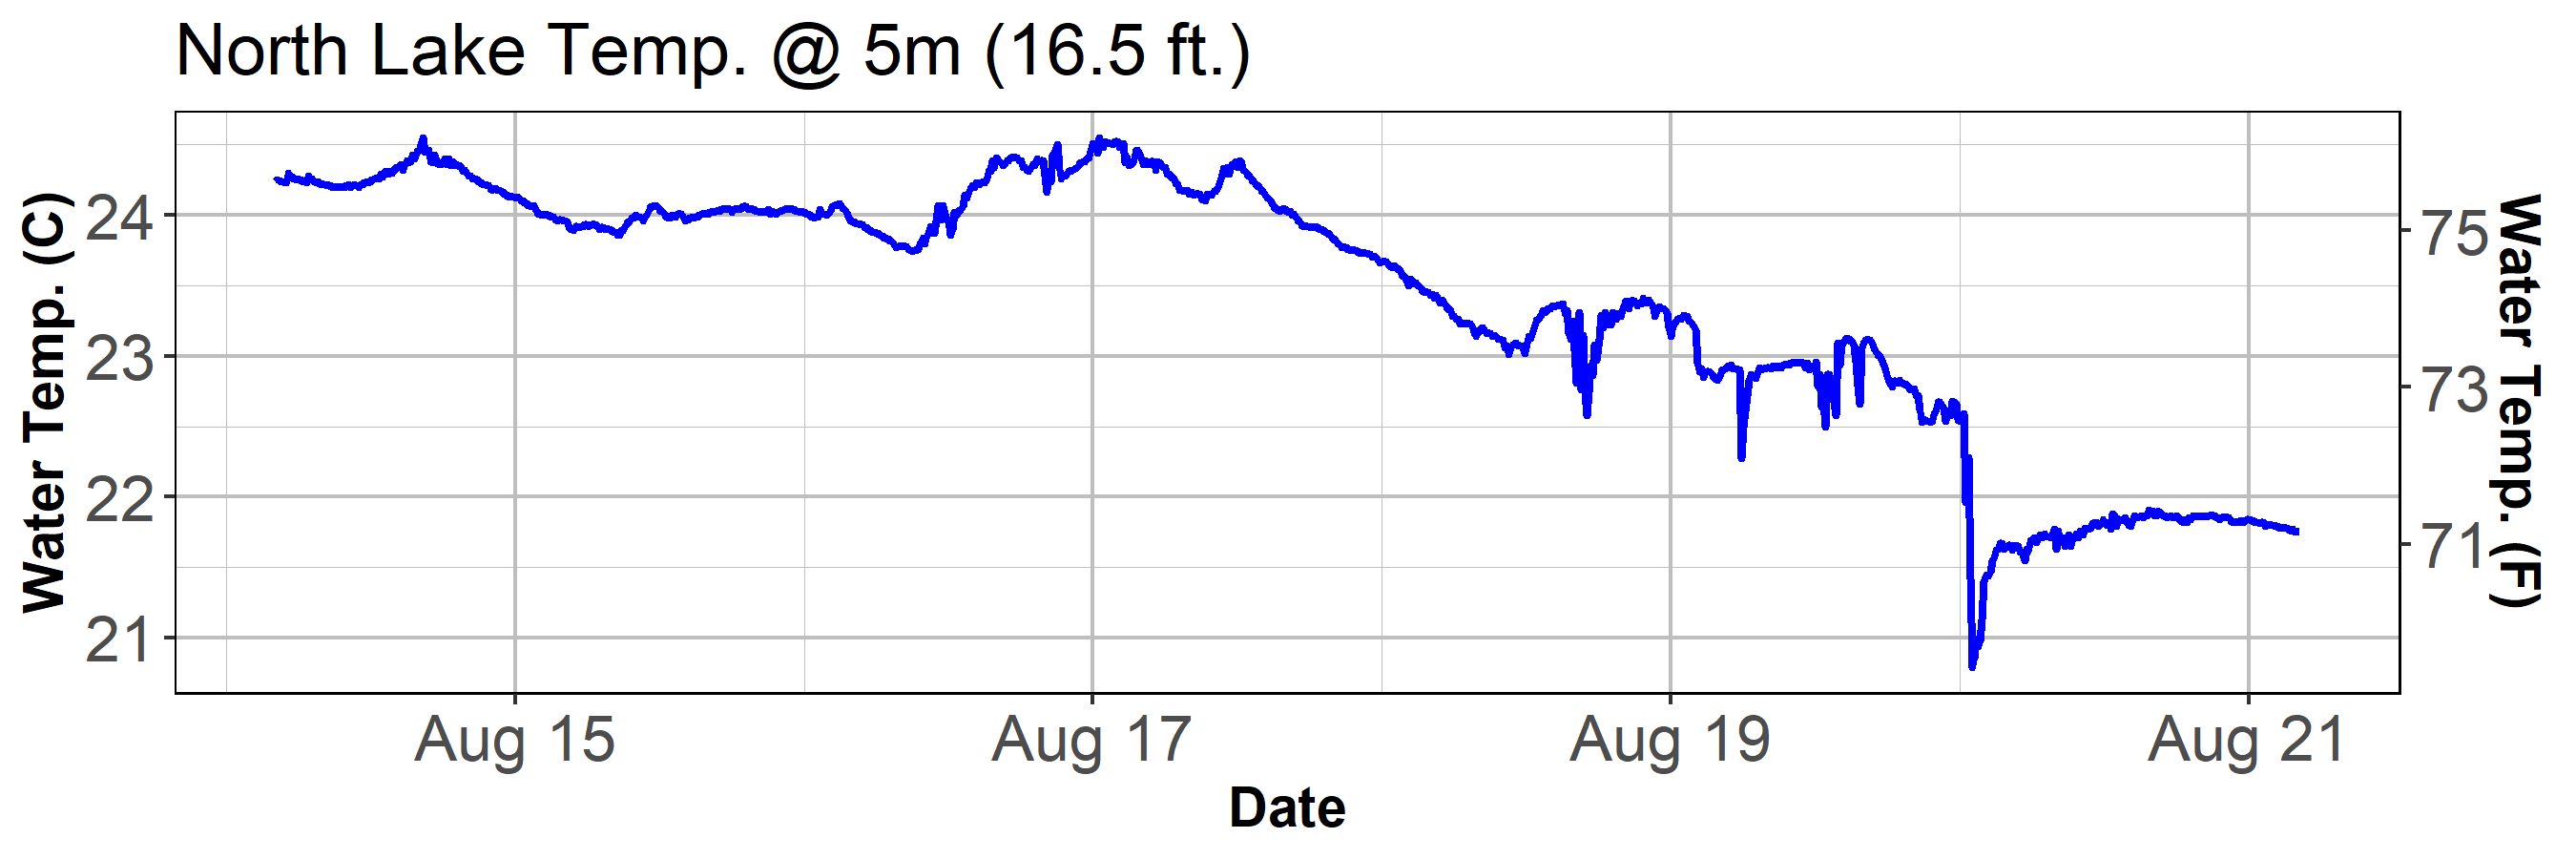 North Lake Temp. @ 5m (16.5 ft.)
Water Temp. (C)
24
23
22
21
75
73
71
Water Temp. (F)
Aug 15
Aug 17
Aug 19
Aug 21
Date